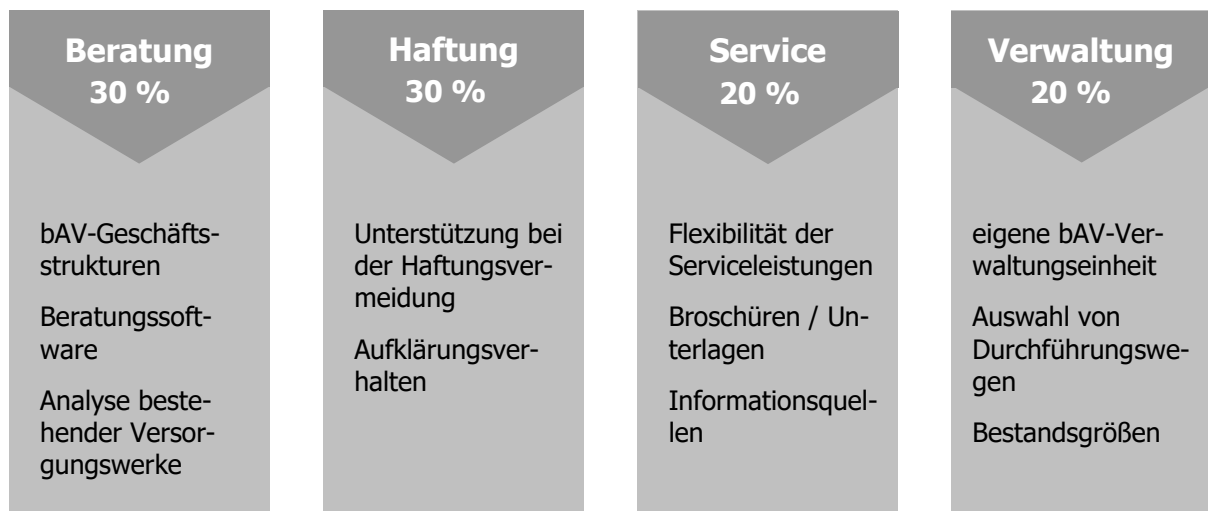 Beratung
30 %
bAV-Geschäfts-
strukturen
Beratungssoft-
ware
Analyse beste-
hender Versor-
gungswerke
Haftung
30 %
Unterstützung bei
der Haftungsver-
meidung
Aufklärungsver-
halten
Service
20 %
Flexibilität der
Serviceleistungen
Broschüren / Un-
terlagen
Informationsquel-
len
Verwaltung
20 %
eigene bAV-Ver-
waltungseinheit
Auswahl von
Durchführungswe-
gen
Bestandsgrößen